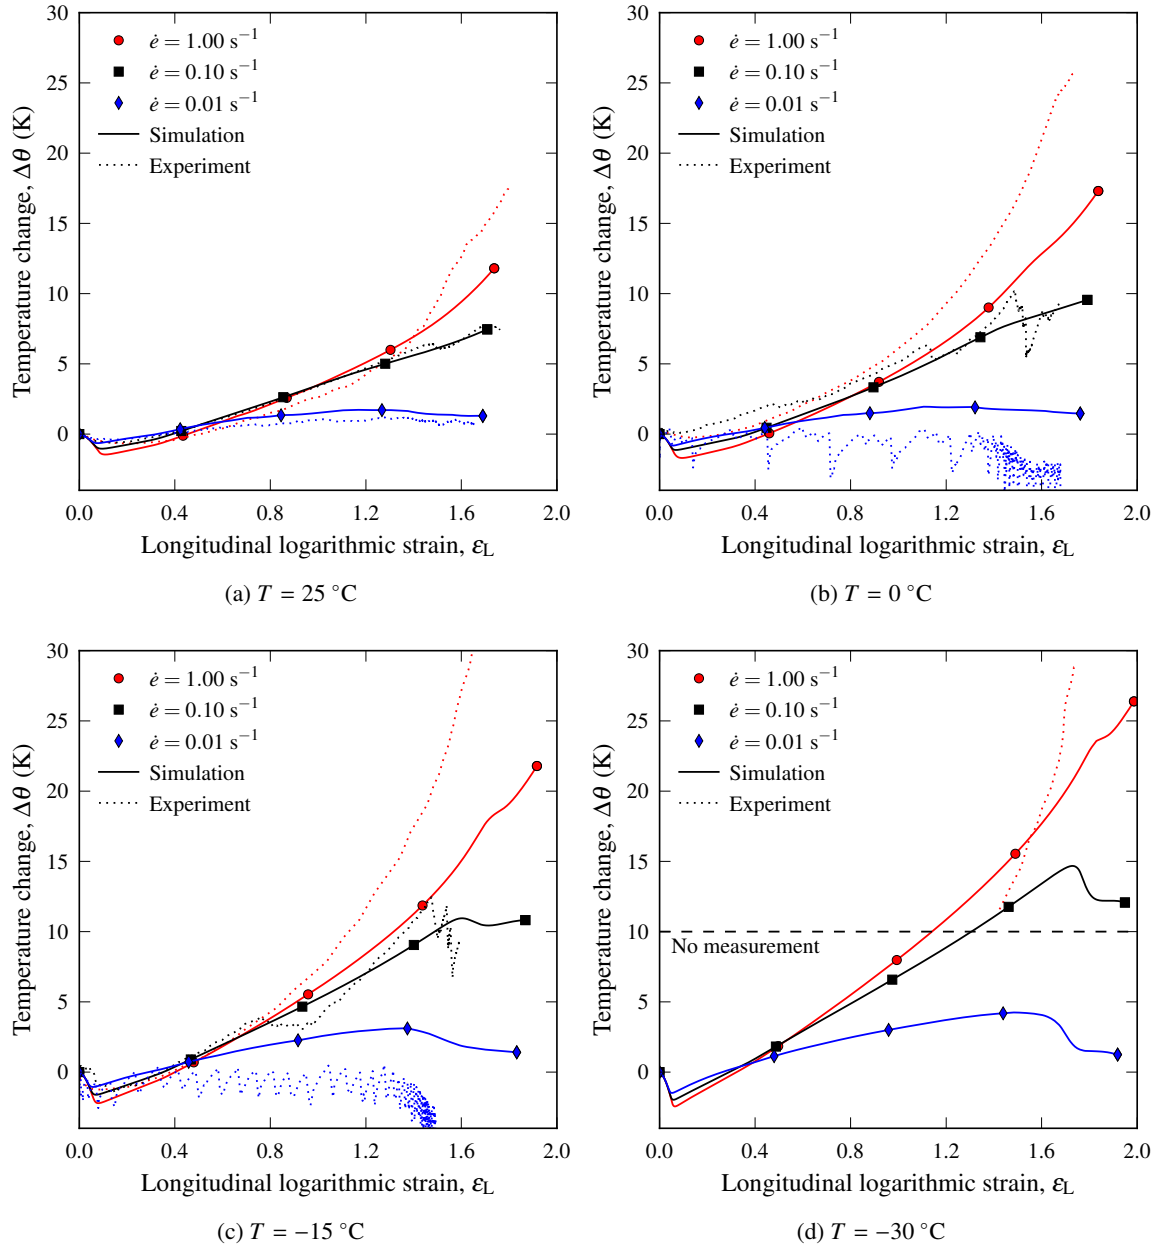 30
25
20
15
10
5
0
Temperature change, Δθ (K)
ė = 1.00 s⁻¹
ė = 0.10 s⁻¹
ė = 0.01 s⁻¹
Simulation
Experiment
0.0 0.4 0.8 1.2 1.6 2.0
Longitudinal logarithmic strain, εL
(a) T = 25 °C
30
25
20
15
10
5
0
Temperature change, Δθ (K)
ė = 1.00 s⁻¹
ė = 0.10 s⁻¹
ė = 0.01 s⁻¹
Simulation
Experiment
0.0 0.4 0.8 1.2 1.6 2.0
Longitudinal logarithmic strain, εL
(b) T = 0 °C
30
25
20
15
10
5
0
Temperature change, Δθ (K)
ė = 1.00 s⁻¹
ė = 0.10 s⁻¹
ė = 0.01 s⁻¹
Simulation
Experiment
0.0 0.4 0.8 1.2 1.6 2.0
Longitudinal logarithmic strain, εL
(c) T = −15 °C
30
25
20
15
10
5
0
Temperature change, Δθ (K)
ė = 1.00 s⁻¹
ė = 0.10 s⁻¹
ė = 0.01 s⁻¹
Simulation
Experiment
No measurement
0.0 0.4 0.8 1.2 1.6 2.0
Longitudinal logarithmic strain, εL
(d) T = −30 °C